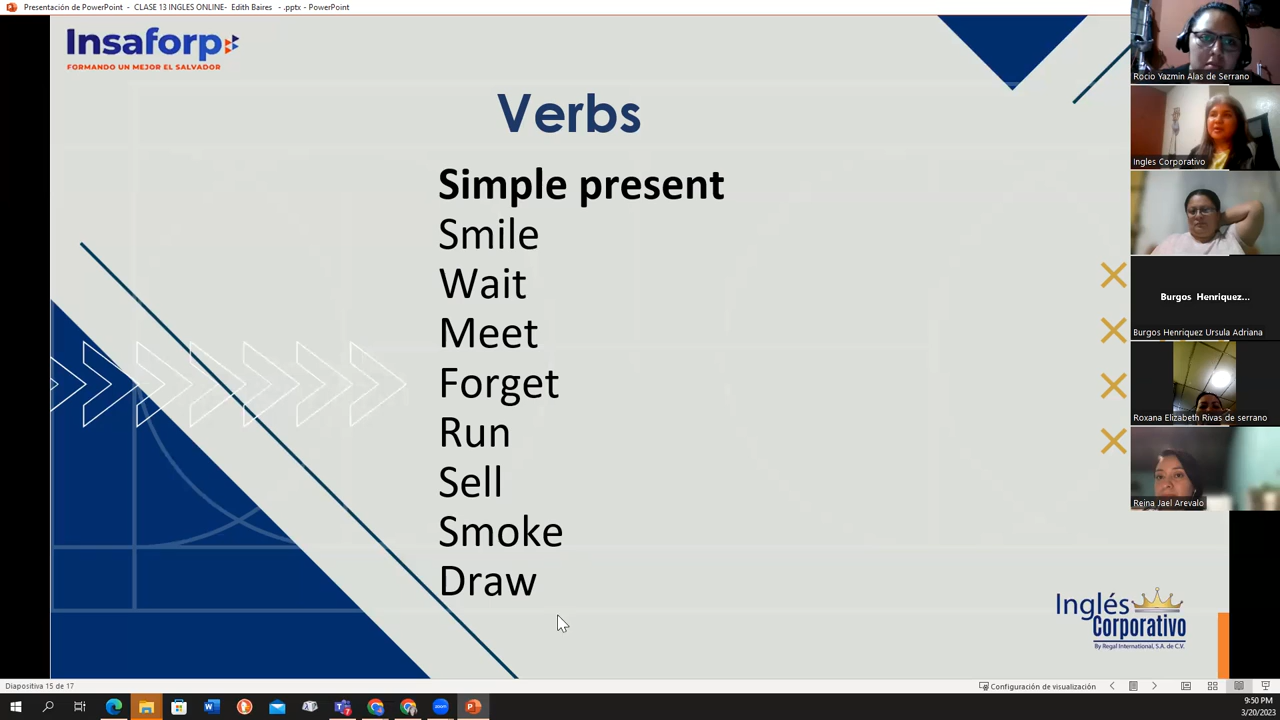 Presentación de PowerPoint - CLASE 13 INGLES ONLINE- Edith Baires - .pptx - PowerPoint
Insaforp
FORMANDO UN MEJOR EL SALVADOR
Verbs
Simple present
Smile
Wait
Meet
Forget
Run
Sell
Smoke
Draw
Rocio Yazmin Alas de Serrano
Ingles Corporativo
Burgos Henriquez...
Burgos Henriquez Ursula Adriana
Roxana Elizabeth Rivas de serrano
Reina Jael Arevalo
Inglés
Corporativo
By Regal International, S.A. de C.V.
Diapositiva 15 de 17
Configuración de visualización
9:50 PM
3/20/2023